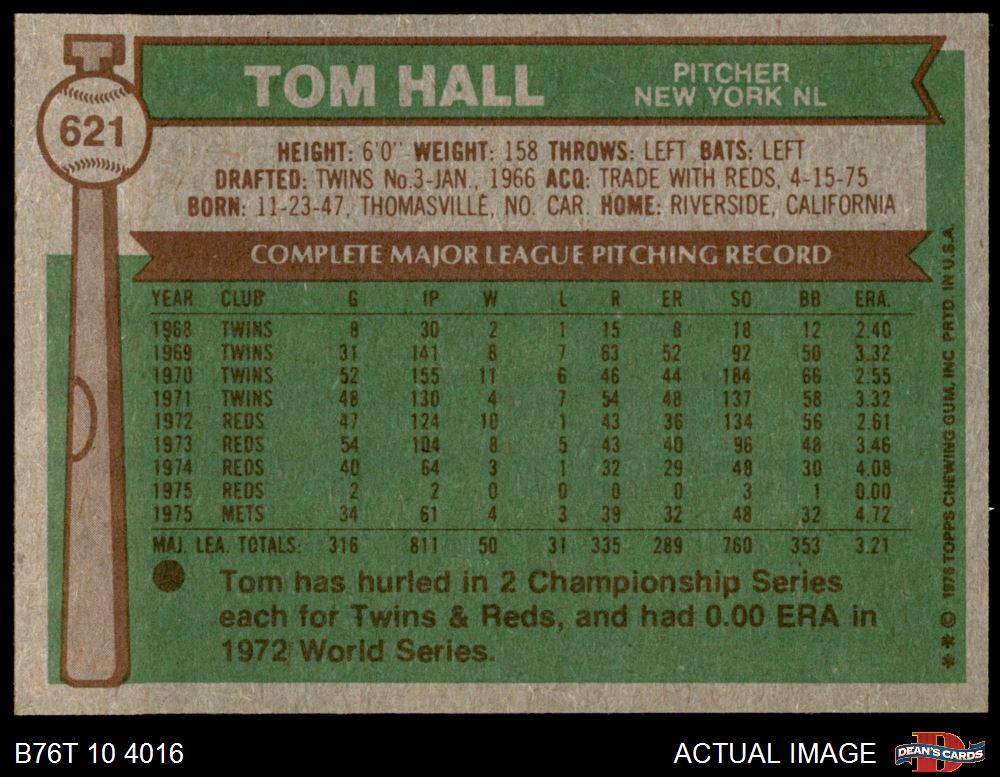 621
TOM HALL
PITCHER
NEW YORK NL
HEIGHT: 6'0" WEIGHT: 158 THROWS: LEFT BATS: LEFT
DRAFTED: TWINS No.3-JAN., 1966 ACQ: TRADE WITH REDS, 4-15-75
BORN: 11-23-47, THOMASVILLE, NO. CAR. HOME: RIVERSIDE, CALIFORNIA
COMPLETE MAJOR LEAGUE PITCHING RECORD
YEAR CLUB G IP W L R ER SO BB ERA.
1968 TWINS 8 30 2 1 15 8 18 12 2.40
1969 TWINS 31 141 8 7 63 52 92 50 3.32
1970 TWINS 52 155 11 6 46 44 184 66 2.55
1971 TWINS 48 130 4 7 54 48 137 58 3.32
1972 REDS 47 124 10 1 43 36 134 56 2.61
1973 REDS 54 104 8 5 43 40 96 48 3.46
1974 REDS 40 64 3 1 32 29 48 30 4.08
1975 REDS 2 2 0 0 0 0 3 1 0.00
1975 METS 34 61 4 3 39 32 48 32 4.72
MAJ. LEA. TOTALS: 316 811 50 31 335 289 760 353 3.21
Tom has hurled in 2 Championship Series
each for Twins & Reds, and had 0.00 ERA in
1972 World Series.
** © 1976 TOPPS CHEWING GUM, INC. PRTD. IN U.S.A.
B76T 10 4016
ACTUAL IMAGE
D
DEAN'S CARDS